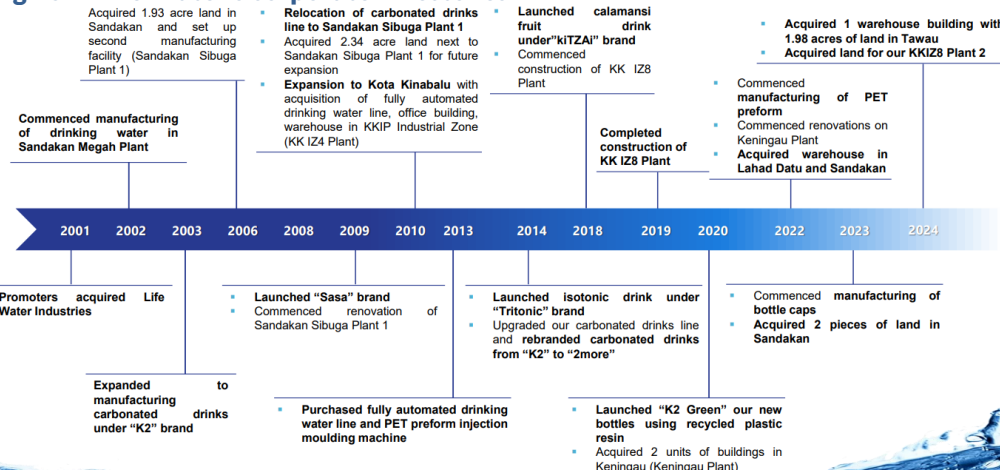 Acquired 1.93 acre land in
Sandakan and set up
second manufacturing
facility (Sandakan Sibuga
Plant 1)
▪ Relocation of carbonated drinks
line to Sandakan Sibuga Plant 1
▪ Acquired 2.34 acre land next to
Sandakan Sibuga Plant 1 for future
expansion
▪ Expansion to Kota Kinabalu with
acquisition of fully automated
drinking water line, office building,
warehouse in KKIP Industrial Zone
(KK IZ4 Plant)
▪ Launched calamansi
fruit drink
under"kiTZAi" brand
▪ Commenced
construction of KK IZ8
Plant
▪ Acquired 1 warehouse building with
1.98 acres of land in Tawau
▪ Acquired land for our KKIZ8 Plant 2
Commenced manufacturing
of drinking water in
Sandakan Megah Plant
Completed
construction of
KK IZ8 Plant
▪ Commenced
manufacturing of PET
preform
▪ Commenced renovations on
Keningau Plant
▪ Acquired warehouse in
Lahad Datu and Sandakan
2001 2002 2003 2006 2008 2009 2010 2013 2014 2018 2019 2020 2022 2023 2024
Promoters acquired Life
Water Industries
▪ Launched “Sasa” brand
▪ Commenced renovation of
Sandakan Sibuga Plant 1
▪ Launched isotonic drink under
“Tritonic” brand
▪ Upgraded our carbonated drinks line
and rebranded carbonated drinks
from “K2” to “2more”
▪ Commenced manufacturing of
bottle caps
▪ Acquired 2 pieces of land in
Sandakan
Expanded to
manufacturing
carbonated drinks
under “K2” brand
▪ Purchased fully automated drinking
water line and PET preform injection
moulding machine
▪ Launched “K2 Green” our new
bottles using recycled plastic
resin
▪ Acquired 2 units of buildings in
Keningau (Keningau Plant)